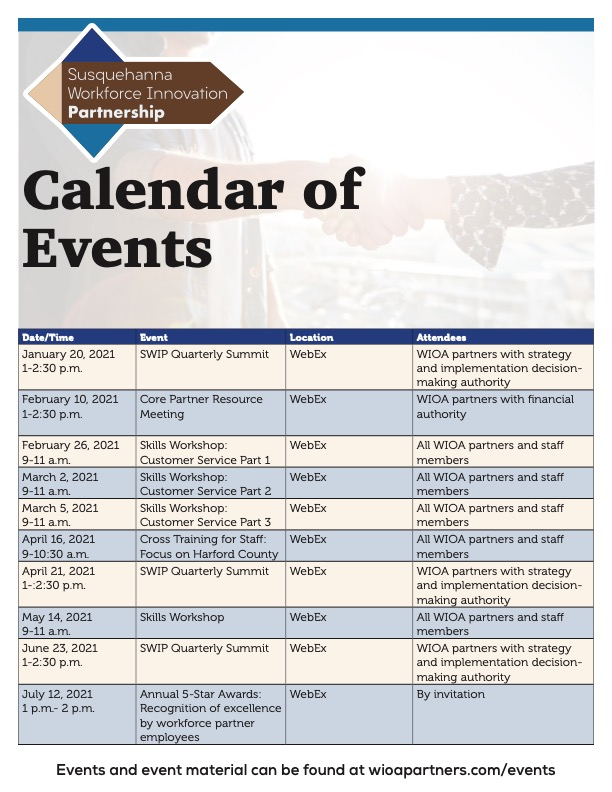 Susquehanna
Workforce Innovation
Partnership
Calendar of
Events
Date/Time Event Location Attendees
January 20, 2021 SWIP Quarterly Summit WebEx WIOA partners with strategy
1-2:30 p.m. and implementation decision-
making authority
February 10, 2021 Core Partner Resource WebEx WIOA partners with financial
1-2:30 p.m. Meeting authority
February 26, 2021 Skills Workshop: WebEx All WIOA partners and staff
9-11 a.m. Customer Service Part 1 members
March 2, 2021 Skills Workshop: WebEx All WIOA partners and staff
9-11 a.m. Customer Service Part 2 members
March 5, 2021 Skills Workshop: WebEx All WIOA partners and staff
9-11 a.m. Customer Service Part 3 members
April 16, 2021 Cross Training for Staff: WebEx All WIOA partners and staff
9-10:30 a.m. Focus on Harford County members
April 21, 2021 SWIP Quarterly Summit WebEx WIOA partners with strategy
1-:2:30 p.m. and implementation decision-
making authority
May 14, 2021 Skills Workshop WebEx All WIOA partners and staff
9-11 a.m. members
June 23, 2021 SWIP Quarterly Summit WebEx WIOA partners with strategy
1-2:30 p.m. and implementation decision-
making authority
July 12, 2021 Annual 5-Star Awards: WebEx By invitation
1 p.m.- 2 p.m. Recognition of excellence
by workforce partner
employees
Events and event material can be found at wioapartners.com/events